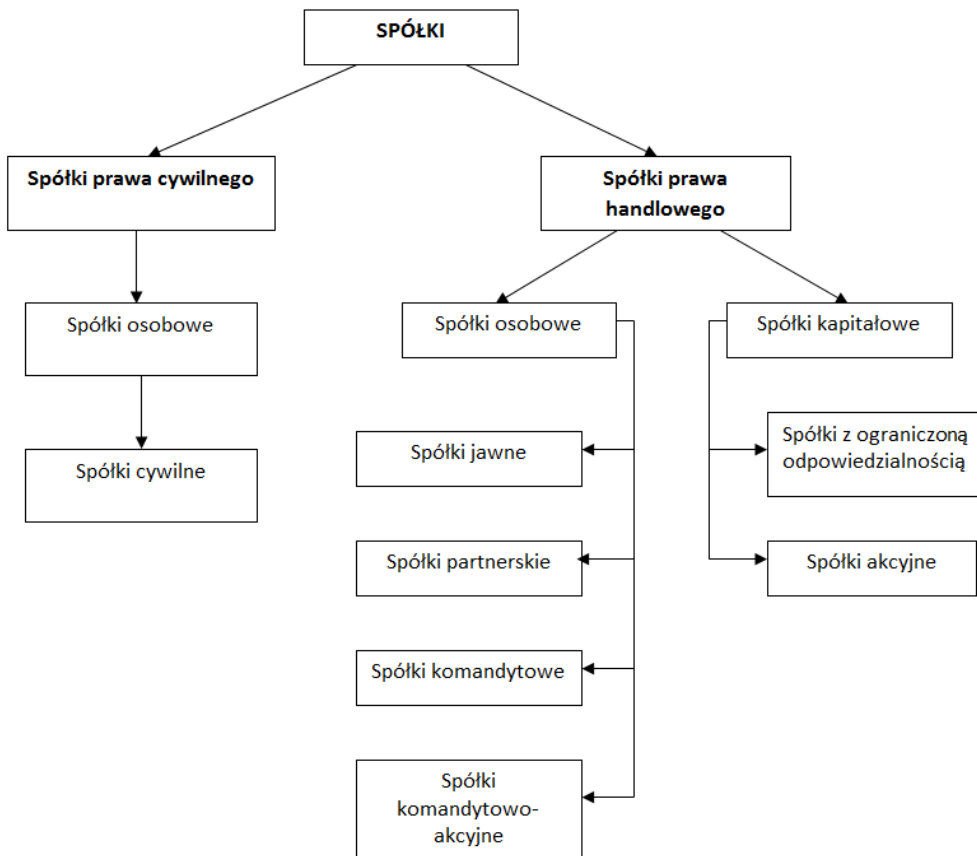 SPÓŁKI
Spółki prawa cywilnego
Spółki prawa
handlowego
Spółki osobowe
Spółki osobowe
Spółki kapitałowe
Spółki cywilne
Spółki jawne
Spółki z ograniczoną
odpowiedzialnością
Spółki partnerskie
Spółki akcyjne
Spółki komandytowe
Spółki
komandytowo-
akcyjne